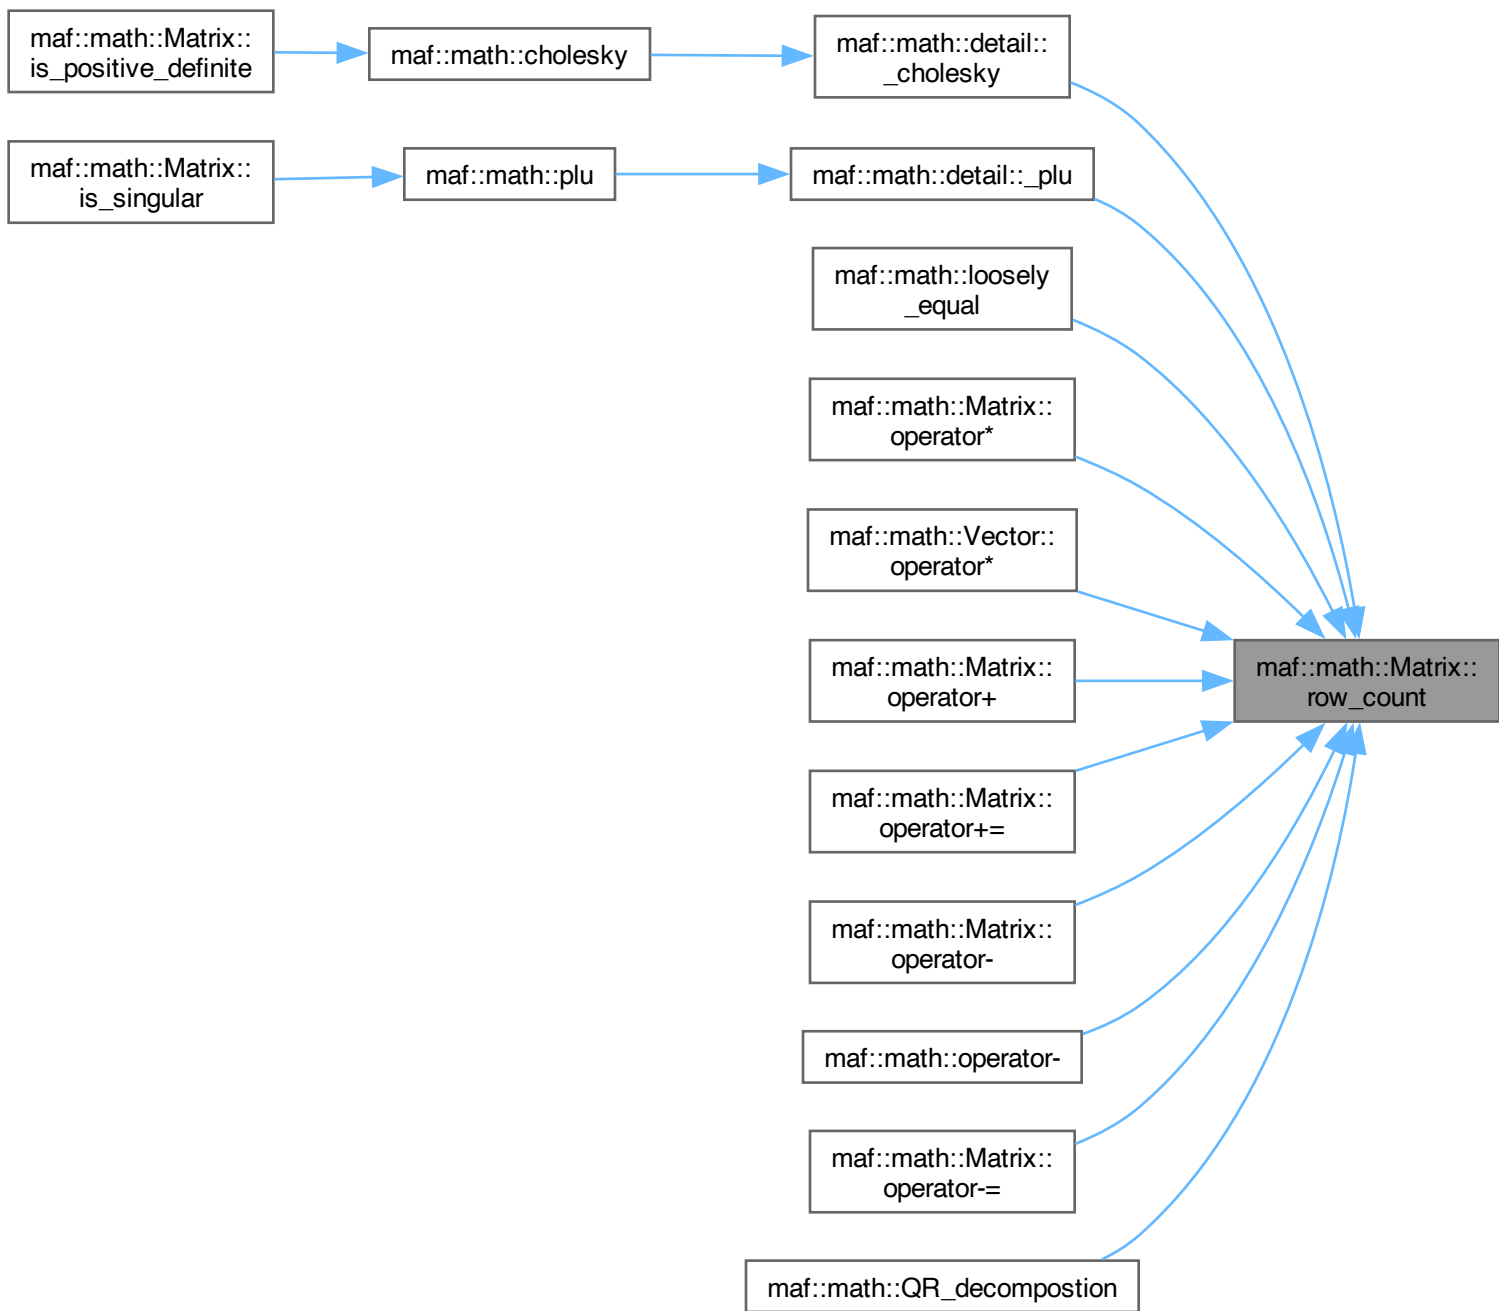 maf::math::Matrix::
is_positive_definite
maf::math::cholesky
maf::math::detail::
_cholesky
maf::math::Matrix::
is_singular
maf::math::plu
maf::math::detail::_plu
maf::math::loosely
_equal
maf::math::Matrix::
operator*
maf::math::Vector::
operator*
maf::math::Matrix::
operator+
maf::math::Matrix::
row_count
maf::math::Matrix::
operator+=
maf::math::Matrix::
operator-
maf::math::operator-
maf::math::Matrix::
operator-=
maf::math::QR_decompostion